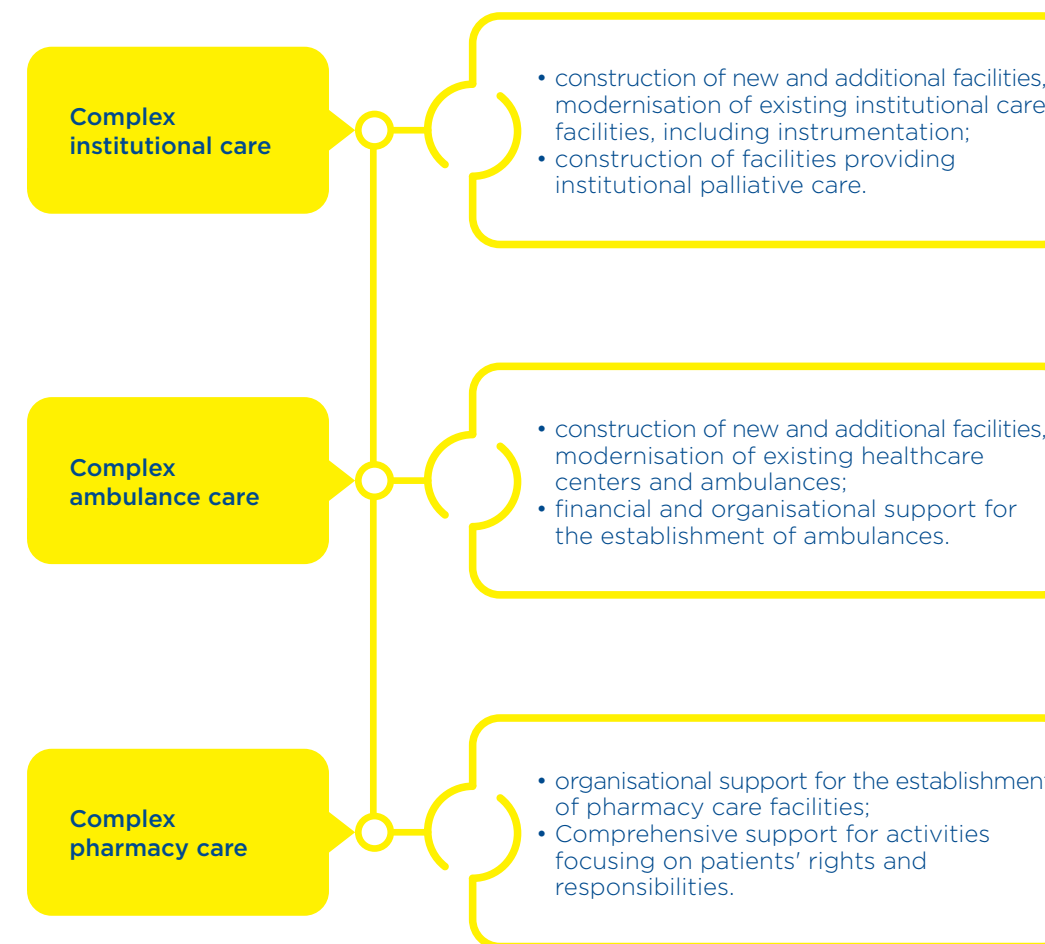 Complex
institutional care
• construction of new and additional facilities,
modernisation of existing institutional care
facilities, including instrumentation;
• construction of facilities providing
institutional palliative care.
Complex
ambulance care
• construction of new and additional facilities,
modernisation of existing healthcare
centers and ambulances;
• financial and organisational support for
the establishment of ambulances.
Complex
pharmacy care
• organisational support for the establishment
of pharmacy care facilities;
• Comprehensive support for activities
focusing on patients' rights and
responsibilities.